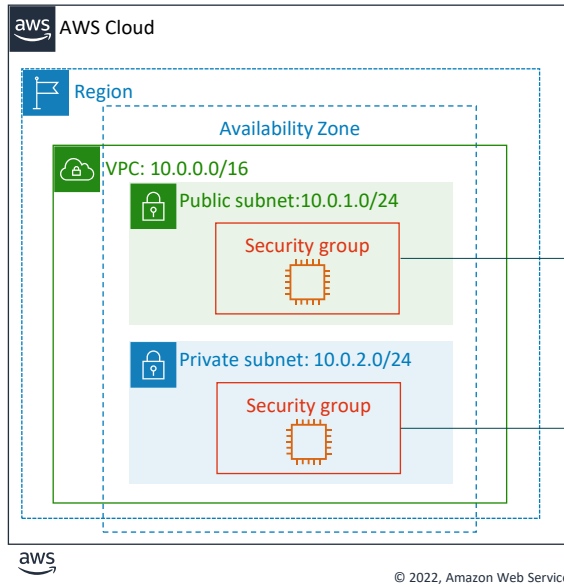 aws AWS Cloud
Region
Availability Zone
VPC: 10.0.0.0/16
Public subnet:10.0.1.0/24
Security group
Private subnet: 10.0.2.0/24
Security group
aws
© 2022, Amazon Web Service